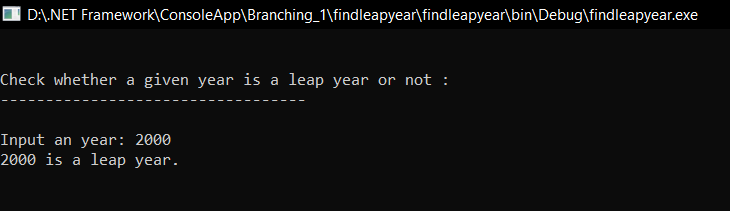 D:\.NET Framework\ConsoleApp\Branching_1\findleapyear\findleapyear\bin\Debug\findleapyear.exe
Check whether a given year is a leap year or not :
----------------------------------
Input an year: 2000
2000 is a leap year.